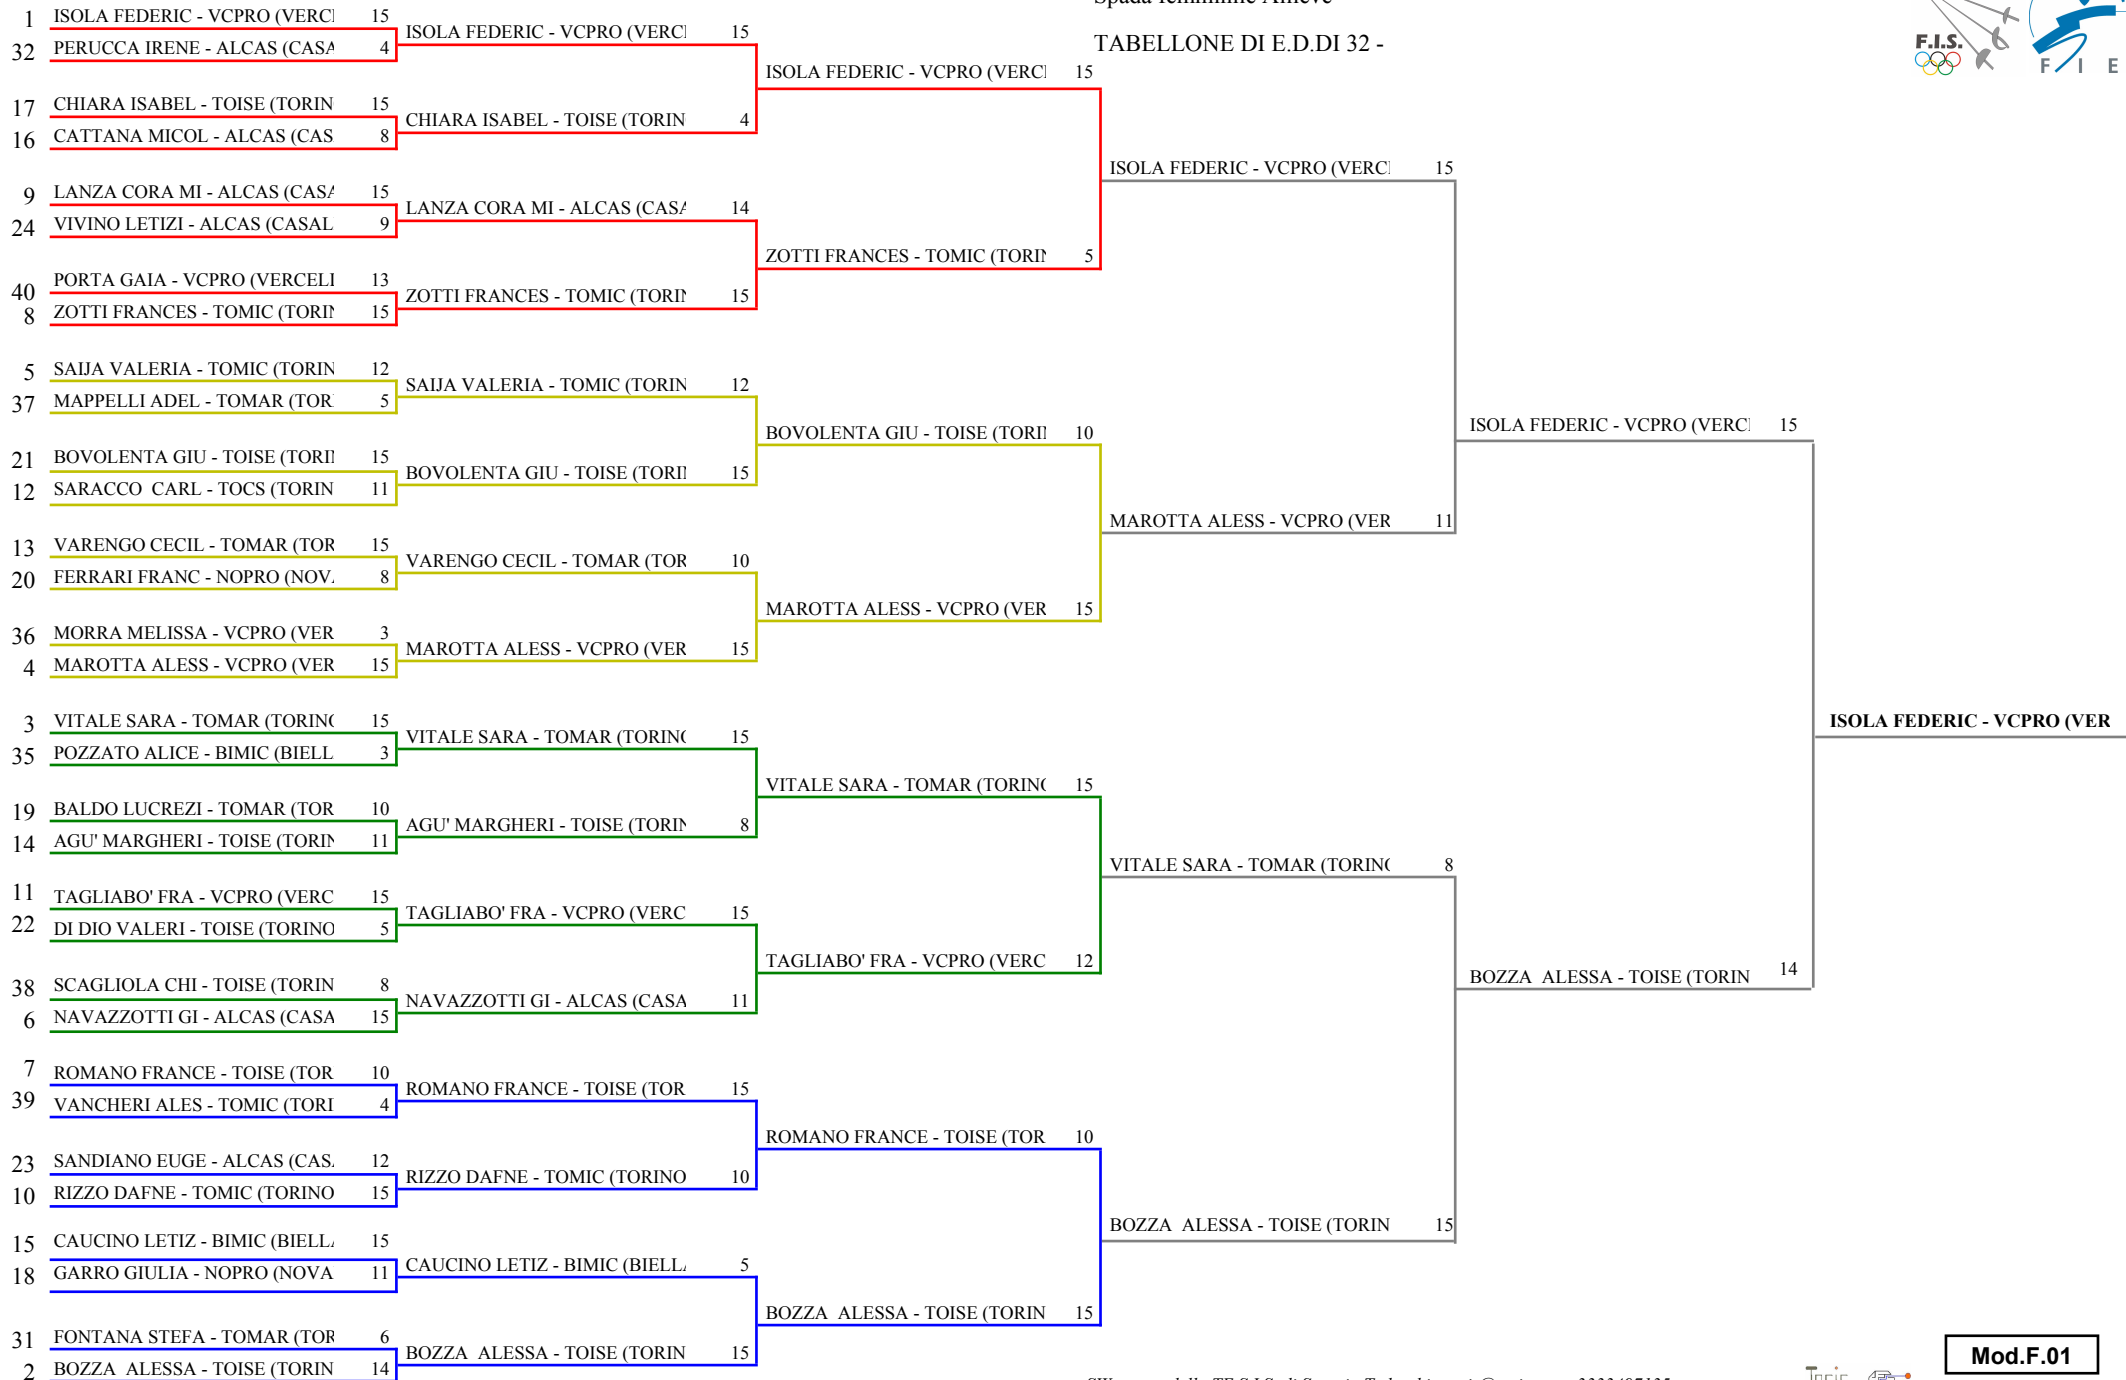 Spada femminile Allieve
TABELLONE DI E.D.DI 32 -
F.I.S.
F I E
1 ISOLA FEDERIC - VCPRO (VERC 15
32 PERUCCA IRENE - ALCAS (CASA 4
17 CHIARA ISABEL - TOISE (TORIN 15
16 CATTANA MICOL - ALCAS (CAS 8
9 LANZA CORA MI - ALCAS (CASA 15
24 VIVINO LETIZI - ALCAS (CASAL 9
40 PORTA GAIA - VCPRO (VERCELI 13
8 ZOTTI FRANCES - TOMIC (TORIN 15
5 SAIJA VALERIA - TOMIC (TORIN 12
37 MAPPELLI ADEL - TOMAR (TOR 5
21 BOVOLENTA GIU - TOISE (TORI 15
12 SARACCO  CARL - TOCS (TORIN 11
13 VARENGO CECIL - TOMAR (TOR 15
20 FERRARI FRANC - NOPRO (NOV 8
36 MORRA MELISSA - VCPRO (VER 3
4 MAROTTA ALESS - VCPRO (VER 15
3 VITALE SARA - TOMAR (TORINO 15
35 POZZATO ALICE - BIMIC (BIELL 3
19 BALDO LUCREZI - TOMAR (TOR 10
14 AGU' MARGHERI - TOISE (TORIN 11
11 TAGLIABO' FRA - VCPRO (VERC 15
22 DI DIO VALERI - TOISE (TORINO 5
38 SCAGLIOLA CHI - TOISE (TORIN 8
6 NAVAZZOTTI GI - ALCAS (CASA 15
7 ROMANO FRANCE - TOISE (TOR 10
39 VANCHERI ALES - TOMIC (TORI 4
23 SANDIANO EUGE - ALCAS (CAS 12
10 RIZZO DAFNE - TOMIC (TORINO 15
15 CAUCINO LETIZ - BIMIC (BIELL 15
18 GARRO GIULIA - NOPRO (NOVA 11
31 FONTANA STEFA - TOMAR (TOR 6
2 BOZZA  ALESSA - TOISE (TORIN 14
ISOLA FEDERIC - VCPRO (VERC 15
CHIARA ISABEL - TOISE (TORIN 4
LANZA CORA MI - ALCAS (CASA 14
ZOTTI FRANCES - TOMIC (TORIN 15
SAIJA VALERIA - TOMIC (TORIN 12
BOVOLENTA GIU - TOISE (TORI 15
VARENGO CECIL - TOMAR (TOR 10
MAROTTA ALESS - VCPRO (VER 15
VITALE SARA - TOMAR (TORINO 15
AGU' MARGHERI - TOISE (TORIN 8
TAGLIABO' FRA - VCPRO (VERC 15
NAVAZZOTTI GI - ALCAS (CASA 11
ROMANO FRANCE - TOISE (TOR 15
RIZZO DAFNE - TOMIC (TORINO 10
CAUCINO LETIZ - BIMIC (BIELL 5
BOZZA  ALESSA - TOISE (TORIN 15
ISOLA FEDERIC - VCPRO (VERC 15
ZOTTI FRANCES - TOMIC (TORIN 5
BOVOLENTA GIU - TOISE (TORI 10
MAROTTA ALESS - VCPRO (VER 15
VITALE SARA - TOMAR (TORINO 15
TAGLIABO' FRA - VCPRO (VERC 12
ROMANO FRANCE - TOISE (TOR 10
BOZZA  ALESSA - TOISE (TORIN 15
ISOLA FEDERIC - VCPRO (VERC 15
MAROTTA ALESS - VCPRO (VER 11
VITALE SARA - TOMAR (TORINO 8
BOZZA  ALESSA - TOISE (TORIN 15
ISOLA FEDERIC - VCPRO (VERC 15
BOZZA  ALESSA - TOISE (TORIN 14
ISOLA FEDERIC - VCPRO (VER
Mod.F.01